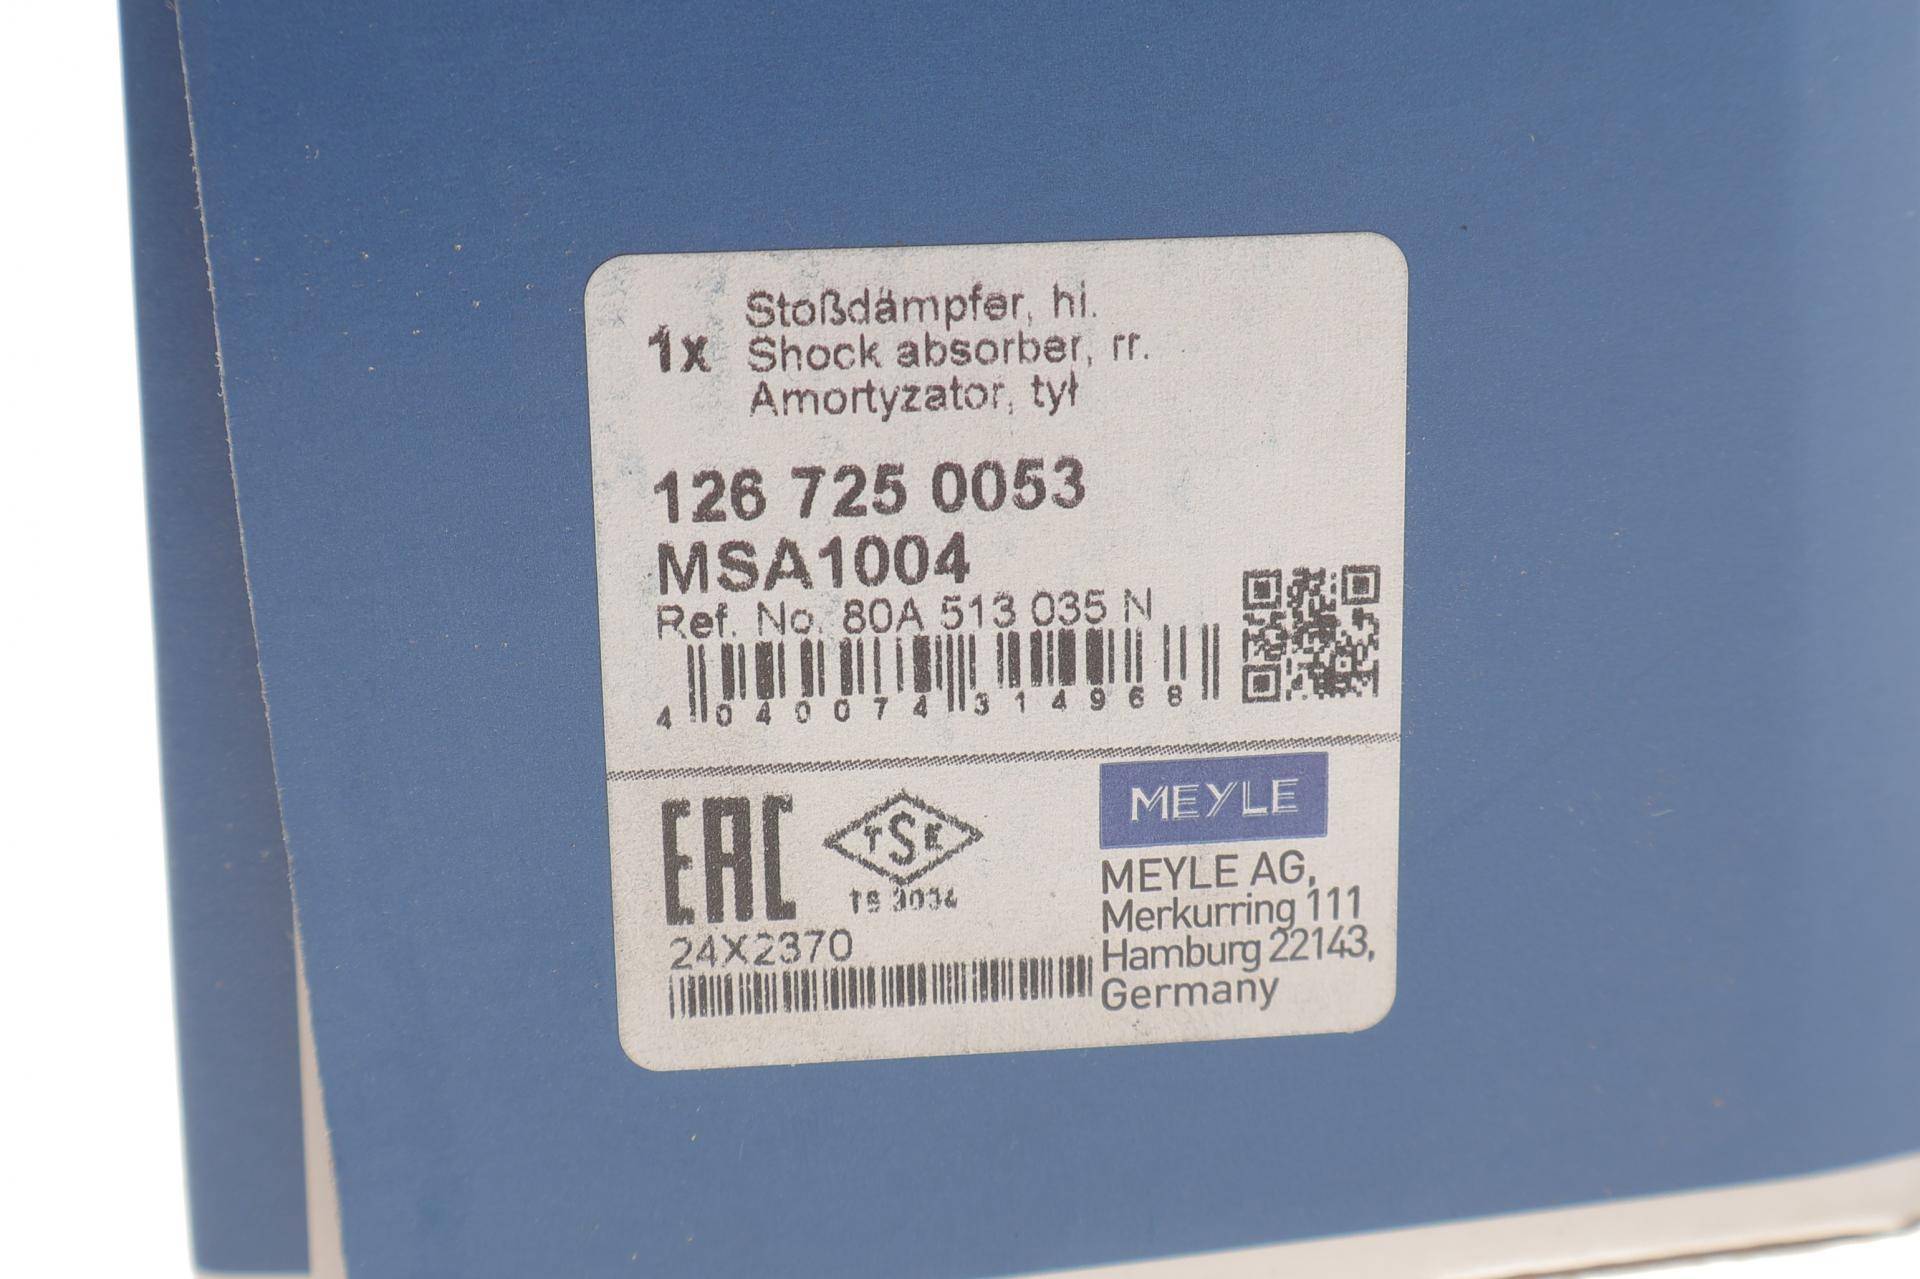 1x
Stoßdämpfer, hi.
Shock absorber, rr.
Amortyzator, tył
126 725 0053
MSA1004
Ref. No. 80A 513 035 N
4 040074 314968
EAC
TSE
TS 3034
24X2370
MEYLE
MEYLE AG,
Merkurring 111
Hamburg 22143,
Germany